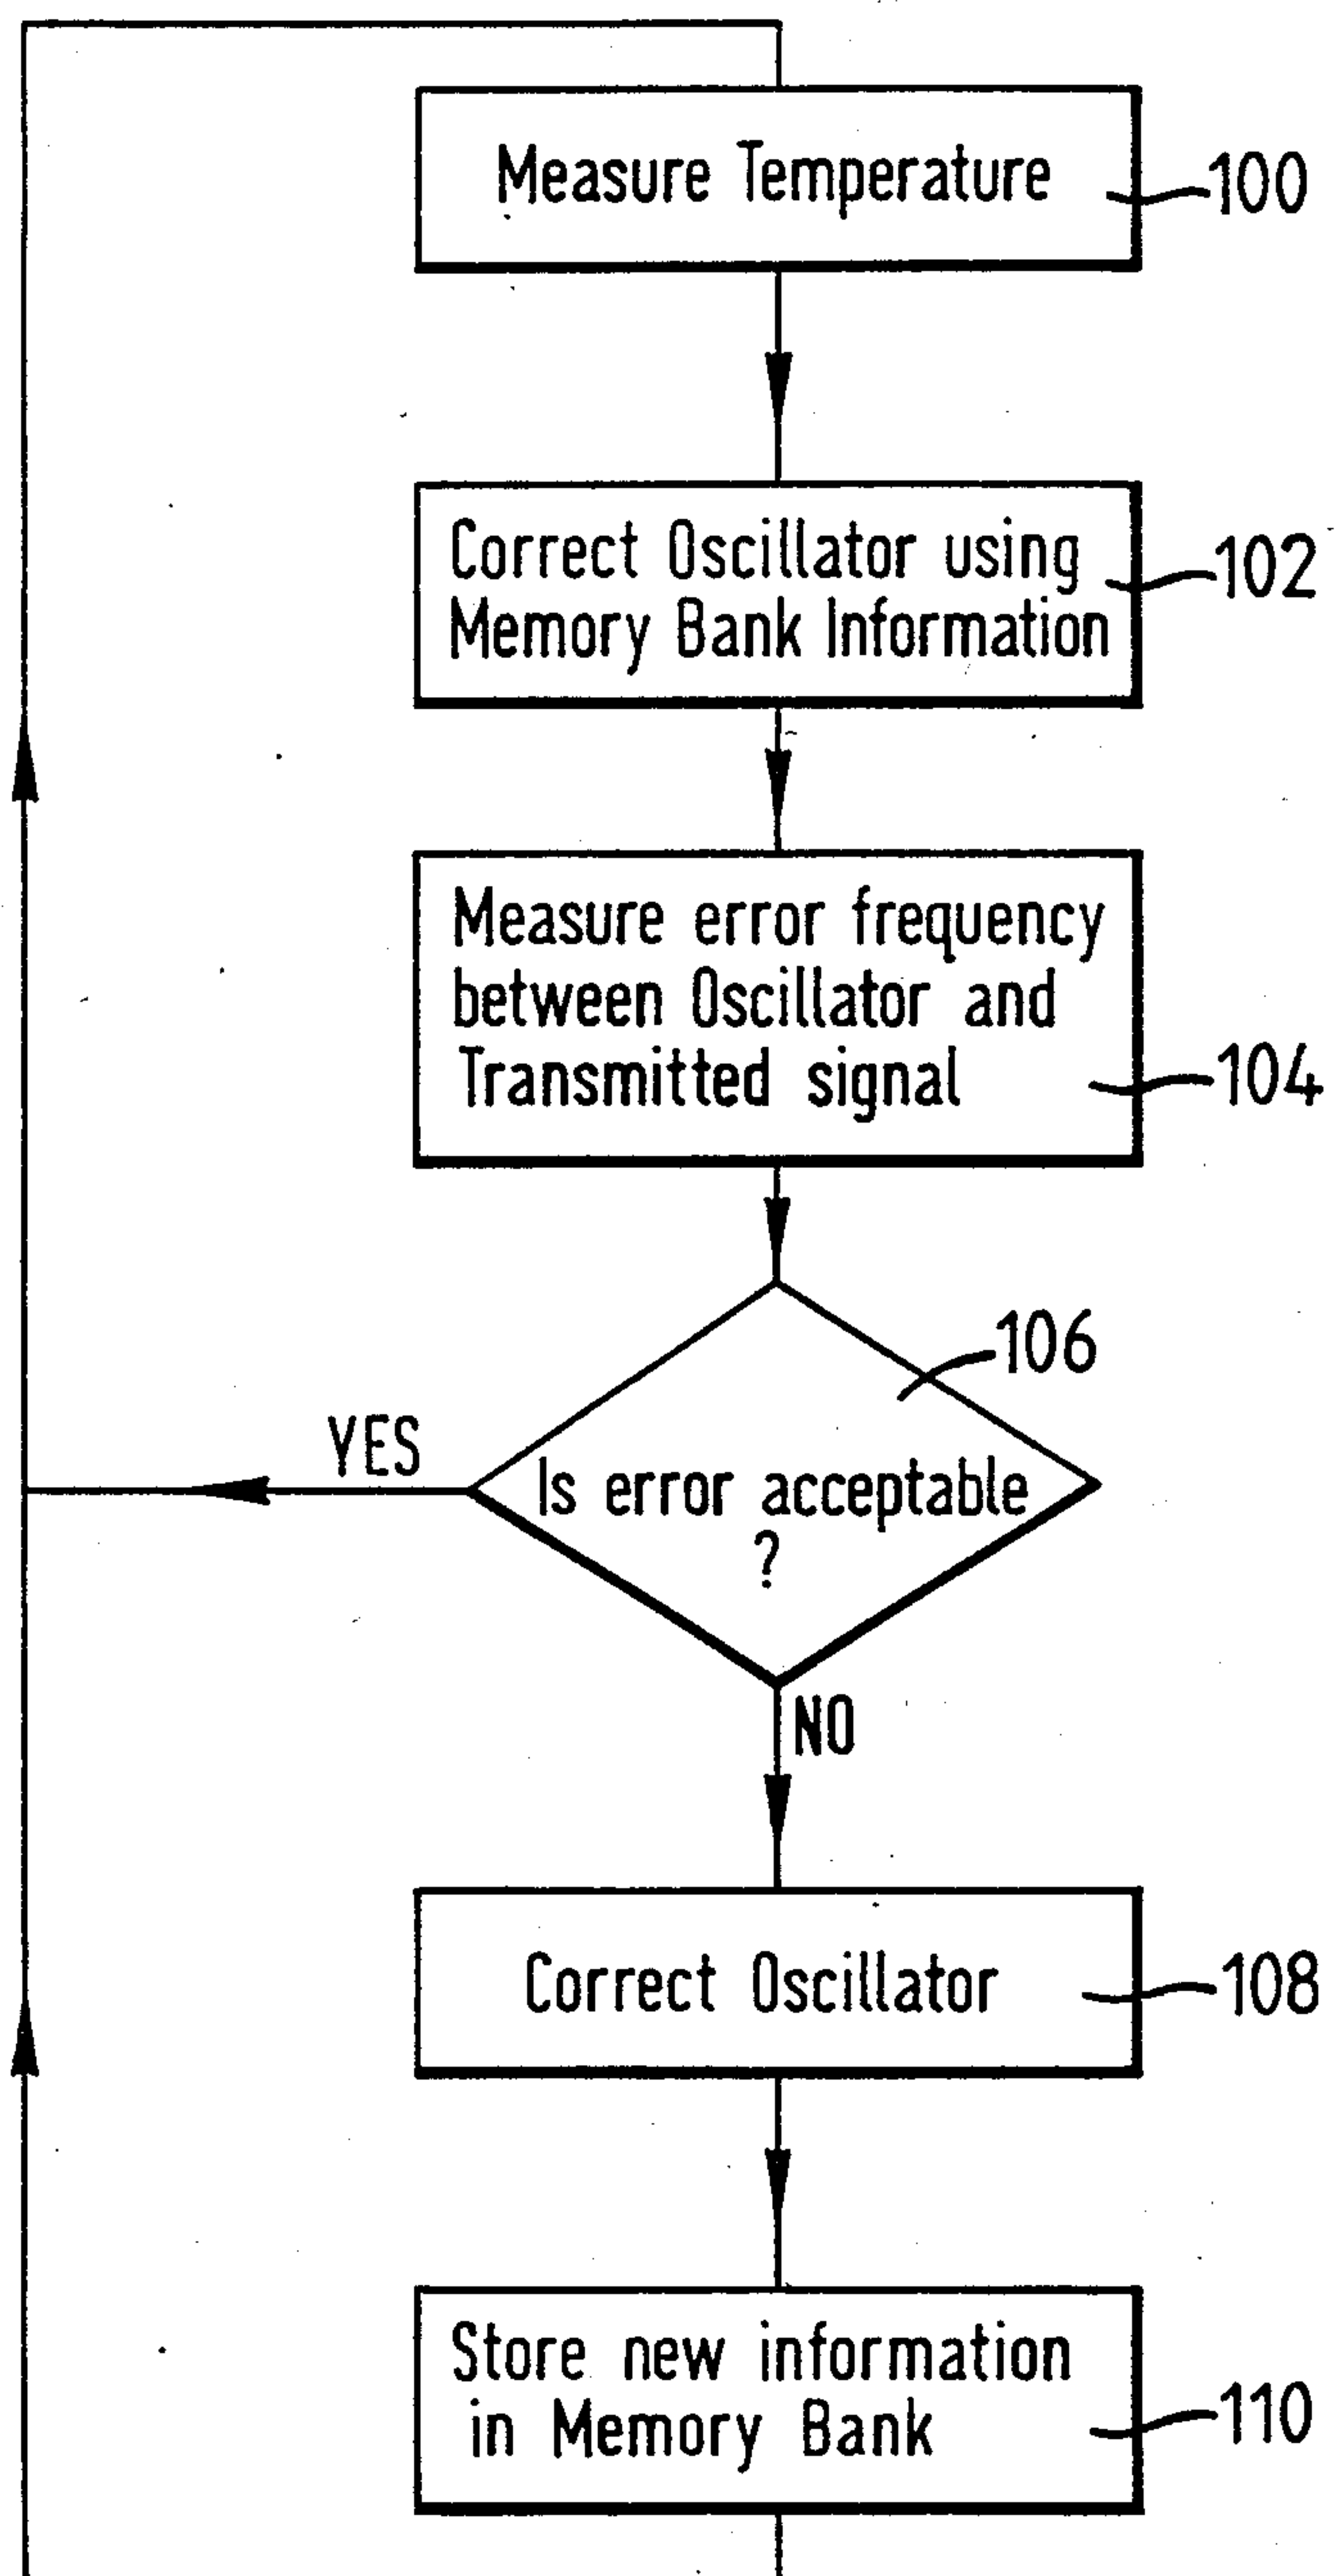 Measure Temperature
100
Correct Oscillator using
Memory Bank Information
102
Measure error frequency
between Oscillator and
Transmitted signal
104
106
YES
Is error acceptable
?
NO
Correct Oscillator
108
Store new information
in Memory Bank
110